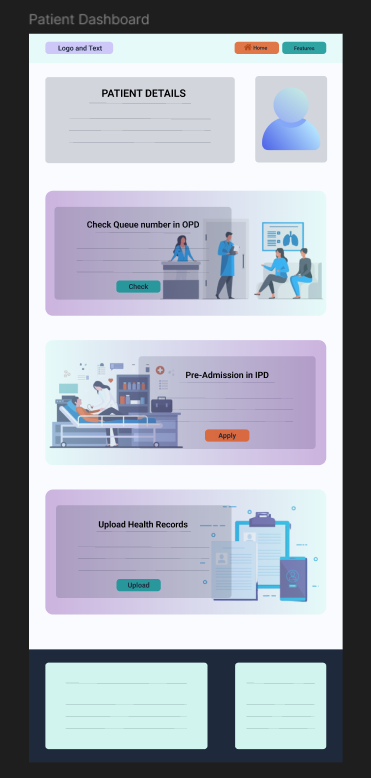 Patient Dashboard
Logo and Text
Home
Features
PATIENT DETAILS
Check Queue number in OPD
Check
Pre-Admission in IPD
Apply
Upload Health Records
Upload